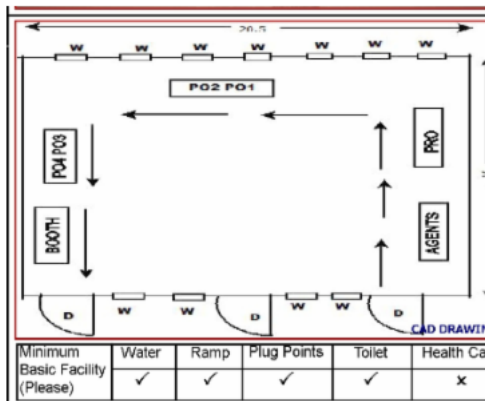 20.5
W W W W W W W
PO2 PO1
PO4 PO3
PRO
BOOTH
AGENTS
W W W W
D D D
CAD DRAWIN
Minimum Basic Facility (Please) Water Ramp Plug Points Toilet Health Ca
✓ ✓ ✓ ✓ x